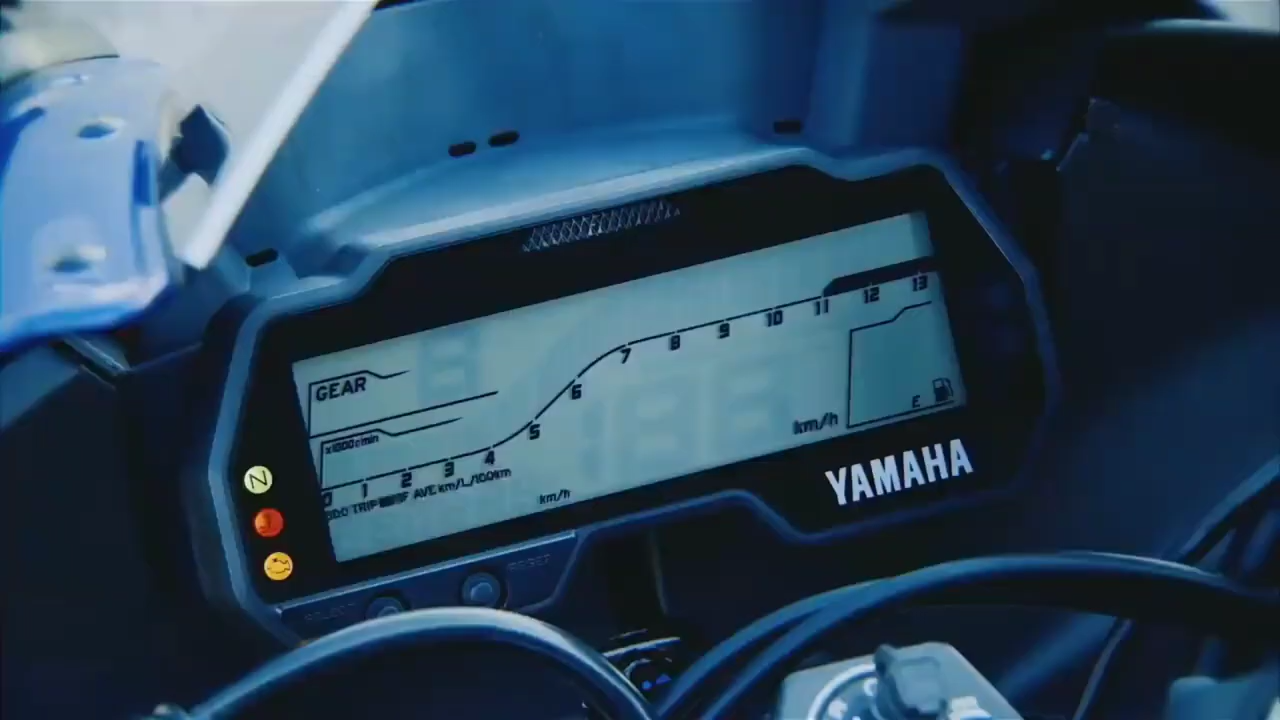 GEAR
x1000r/min
0 1 2 3 4 5 6 7 8 9 10 11 12 13
ODO TRIP AVE km/L/100km
km/h
km/h
E
N
YAMAHA